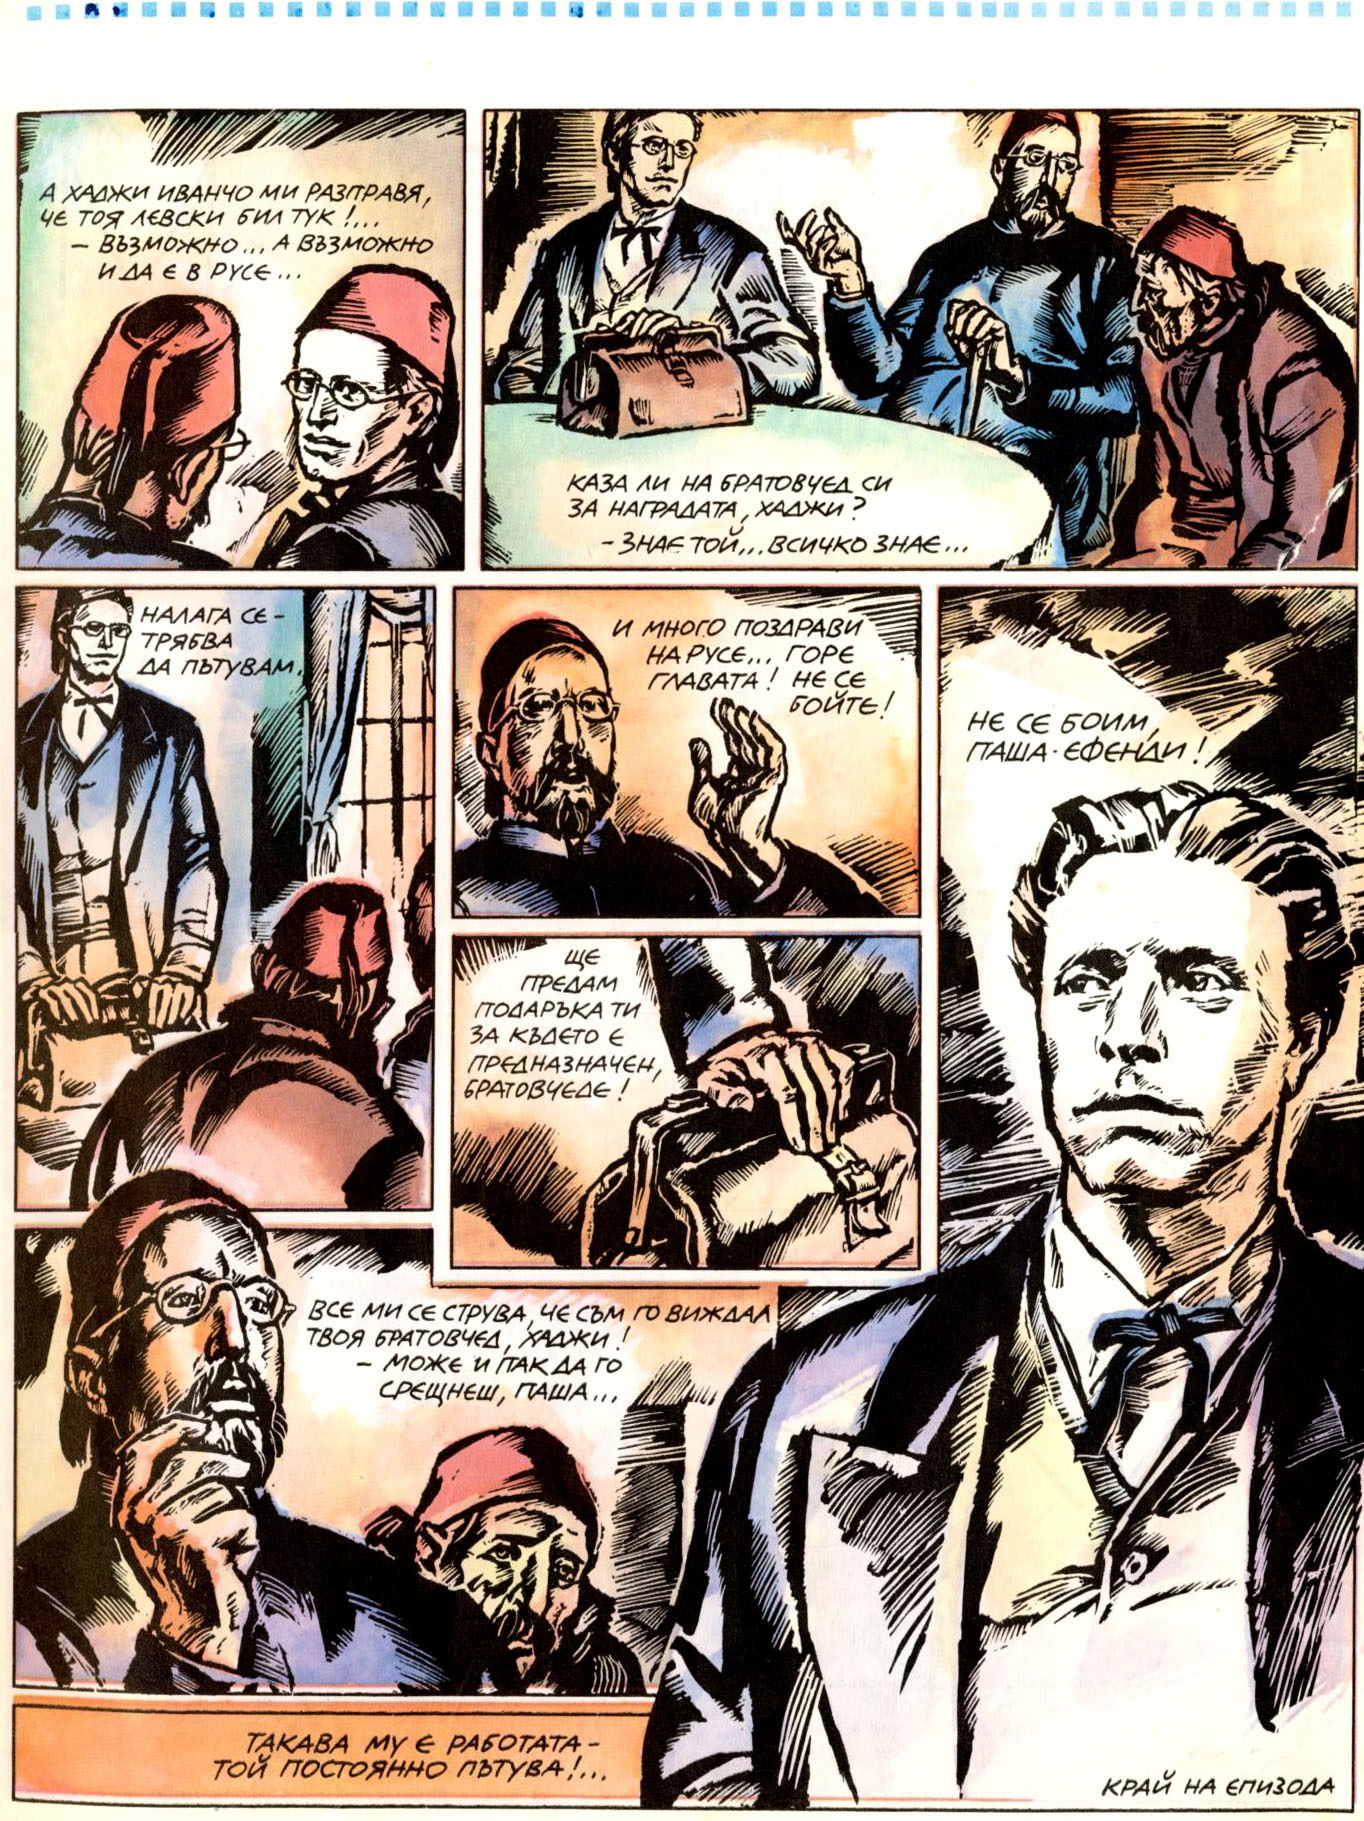 А ХАДЖИ ИВАНЧО МИ РАЗПРАВЯ,
ЧЕ ТОЯ ЛЕВСКИ БИЛ ТУК!...
– ВЪЗМОЖНО... А ВЪЗМОЖНО
И ДА Е В РУСЕ...
КАЗА ЛИ НА БРАТОВЧЕД СИ
ЗА НАГРАДАТА, ХАДЖИ?
– ЗНАЕ ТОЙ... ВСИЧКО ЗНАЕ...
НАЛАГА СЕ –
ТРЯБВА
ДА ПЪТУВАМ.
И МНОГО ПОЗДРАВИ
НА РУСЕ... ГОРЕ
ГЛАВАТА! НЕ СЕ
БОЙТЕ!
ЩЕ
ПРЕДАМ
ПОДАРЪКА ТИ
ЗА КЪДЕТО Е
ПРЕДНАЗНАЧЕН,
БРАТОВЧЕДЕ!
НЕ СЕ БОИМ,
ПАША-ЕФЕНДИ!
ВСЕ МИ СЕ СТРУВА, ЧЕ СЪМ ГО ВИЖДАЛ
ТВОЯ БРАТОВЧЕД, ХАДЖИ!
– МОЖЕ И ПАК ДА ГО
СРЕЩНЕШ, ПАША...
ТАКАВА МУ Е РАБОТАТА –
ТОЙ ПОСТОЯННО ПЪТУВА!...
КРАЙ НА ЕПИЗОДА